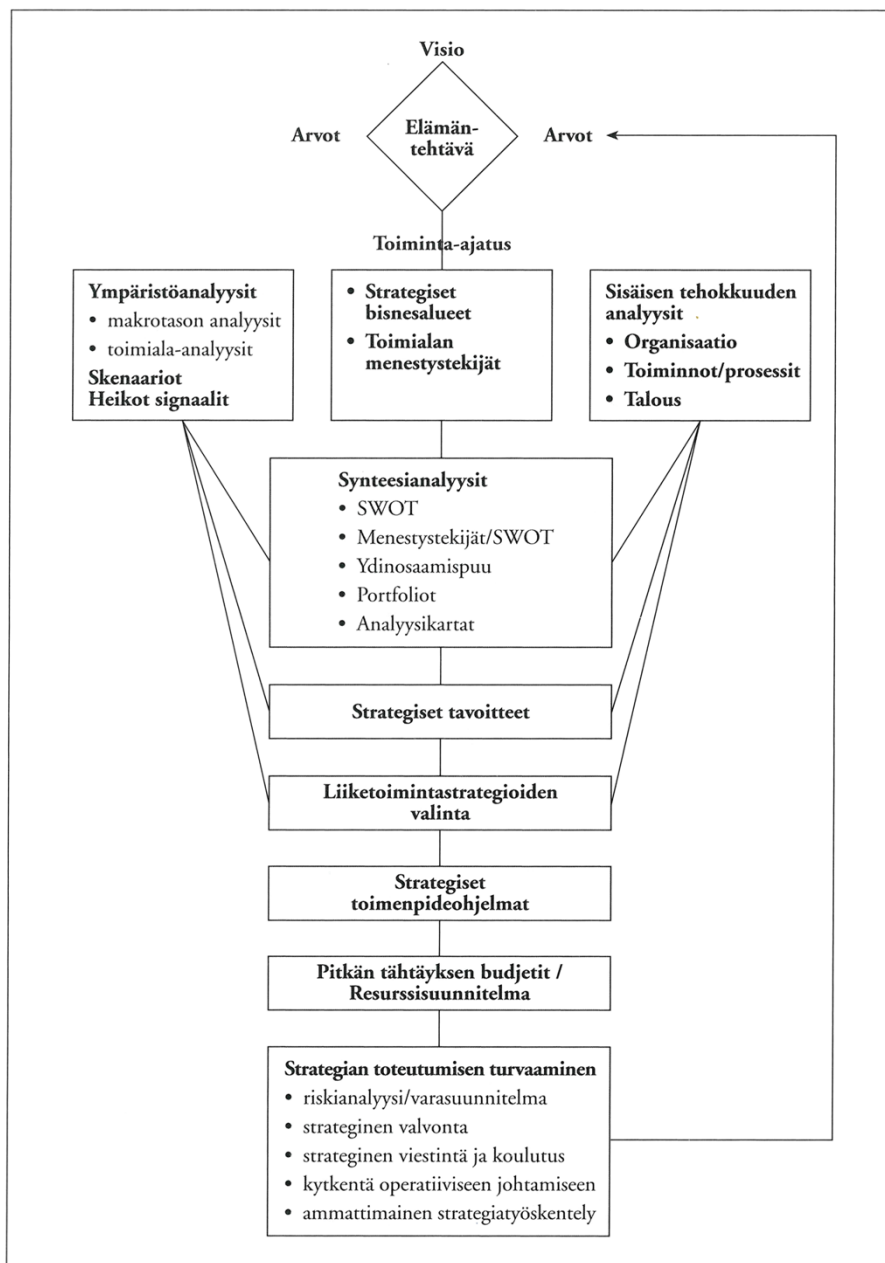 Visio
Arvot
Elämän-
tehtävä
Arvot
Toiminta-ajatus
Ympäristöanalyysit
• makrotason analyysit
• toimiala-analyysit
Skenaariot
Heikot signaalit
• Strategiset
bisnesalueet
• Toimialan
menestystekijät
Sisäisen tehokkuuden
analyysit
• Organisaatio
• Toiminnot/prosessit
• Talous
Synteesianalyysit
• SWOT
• Menestystekijät/SWOT
• Ydinosaamispuu
• Portfoliot
• Analyysikartat
Strategiset tavoitteet
Liiketoimintastrategioiden
valinta
Strategiset
toimenpideohjelmat
Pitkän tähtäyksen budjetit /
Resurssisuunnitelma
Strategian toteutumisen turvaaminen
• riskianalyysi/varasuunnitelma
• strateginen valvonta
• strateginen viestintä ja koulutus
• kytkentä operatiiviseen johtamiseen
• ammattimainen strategiatyöskentely